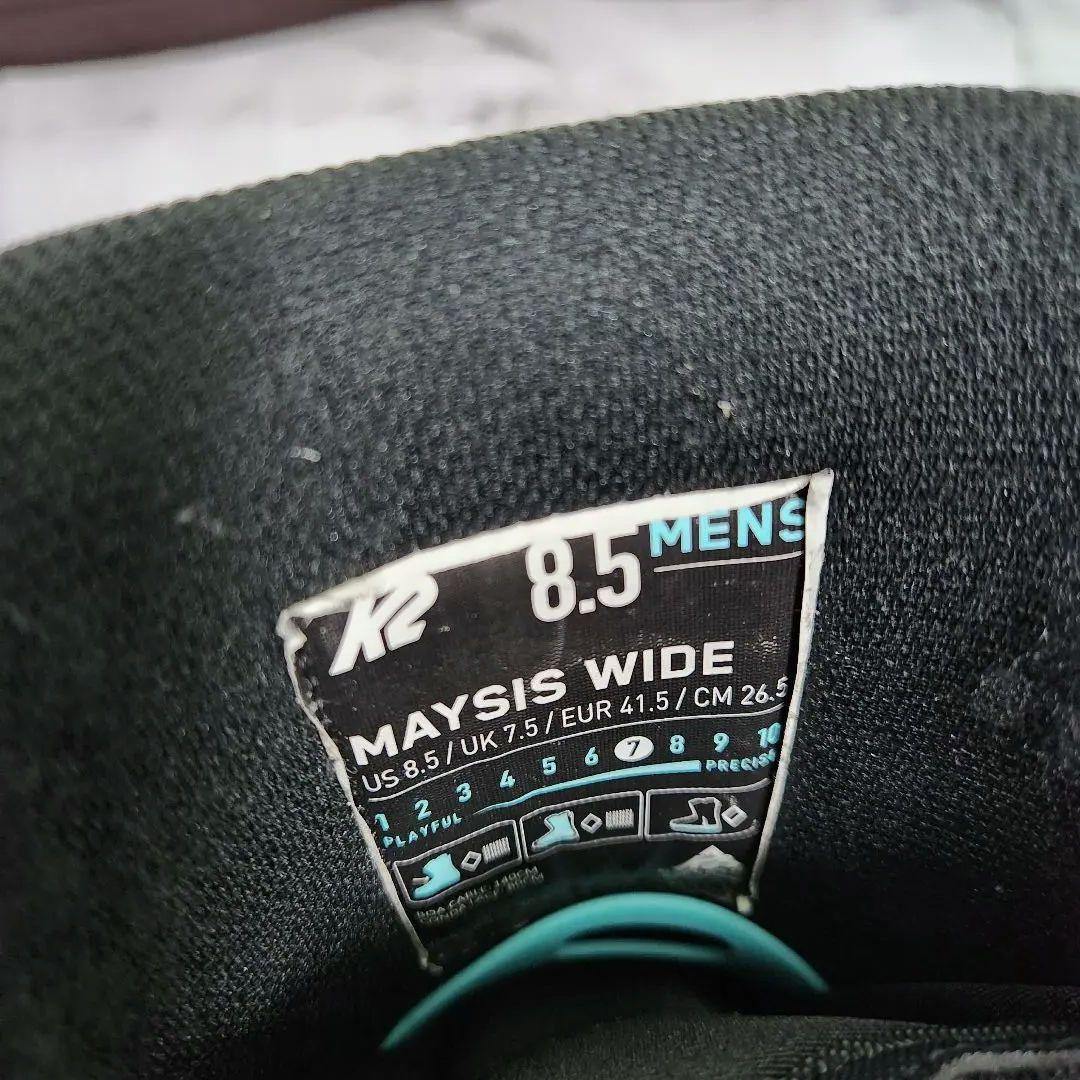 K2 8.5 MENS
MAYSIS WIDE
US 8.5 / UK 7.5 / EUR 41.5 / CM 26.5
1 2 3 4 5 6 7 8 9 10
PLAYFUL PRECISE